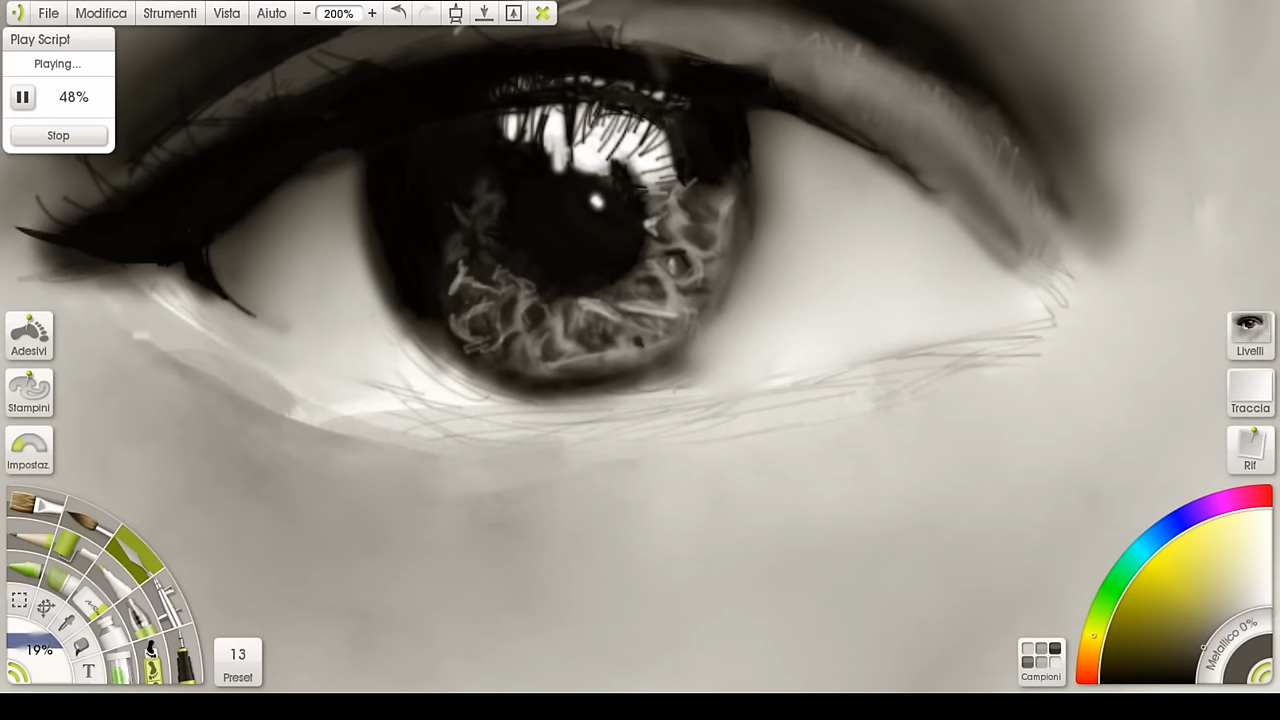 File Modifica Strumenti Vista Aiuto − 200% +
Play Script
Playing...
48%
Stop
Adesivi
Stampini
Impostaz.
19%
T
13
Preset
Livelli
Traccia
Rif
Metallico 0%
Campioni